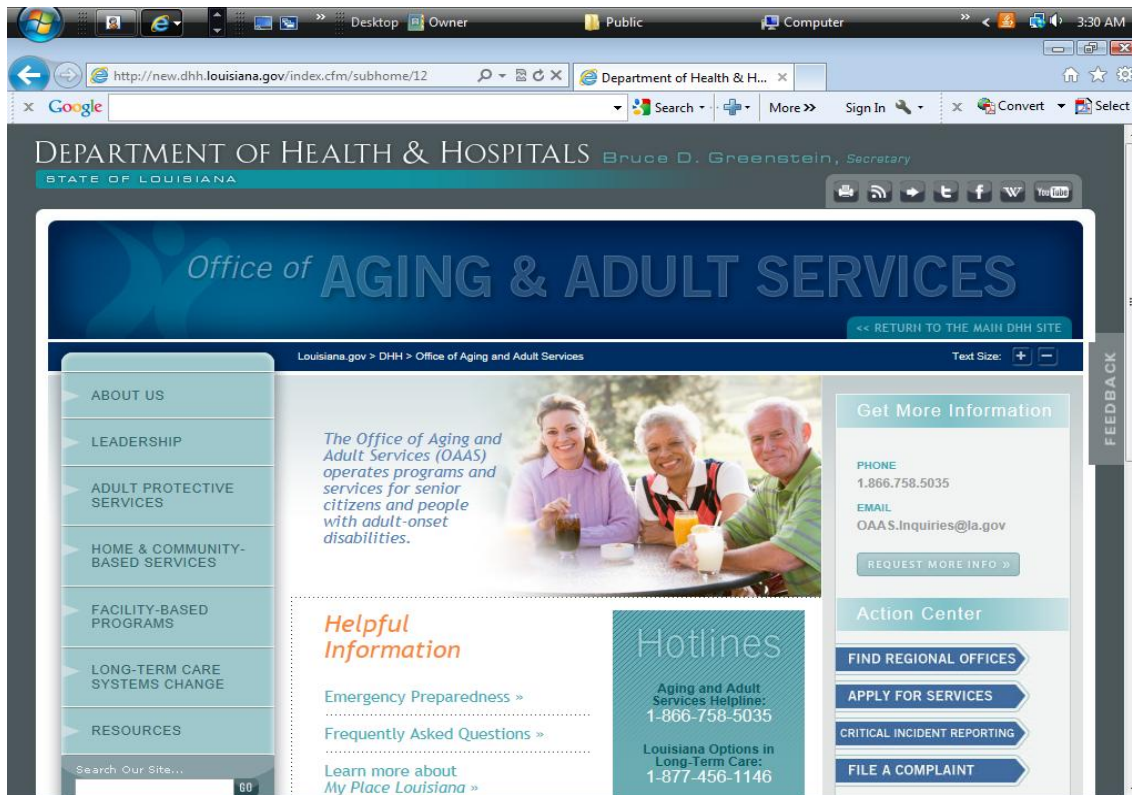 Desktop
Owner
Public
Computer
3:30 AM
http://new.dhh.louisiana.gov/index.cfm/subhome/12
Department of Health & H...
x Google
Search
More >>
Sign In
x
Convert
Select
DEPARTMENT OF HEALTH & HOSPITALS
Bruce D. Greenstein, Secretary
STATE OF LOUISIANA
You Tube
Office of AGING & ADULT SERVICES
<< RETURN TO THE MAIN DHH SITE
Louisiana.gov > DHH > Office of Aging and Adult Services
Text Size: + -
FEEDBACK
ABOUT US
LEADERSHIP
ADULT PROTECTIVE
SERVICES
HOME & COMMUNITY-
BASED SERVICES
FACILITY-BASED
PROGRAMS
LONG-TERM CARE
SYSTEMS CHANGE
RESOURCES
Search Our Site...
GO
The Office of Aging and
Adult Services (OAAS)
operates programs and
services for senior
citizens and people
with adult-onset
disabilities.
Helpful
Information
Emergency Preparedness »
Frequently Asked Questions »
Learn more about
My Place Louisiana »
Hotlines
Aging and Adult
Services Helpline:
1-866-758-5035
Louisiana Options in
Long-Term Care:
1-877-456-1146
Get More Information
PHONE
1.866.758.5035
EMAIL
OAAS.Inquiries@la.gov
REQUEST MORE INFO »
Action Center
FIND REGIONAL OFFICES
APPLY FOR SERVICES
CRITICAL INCIDENT REPORTING
FILE A COMPLAINT